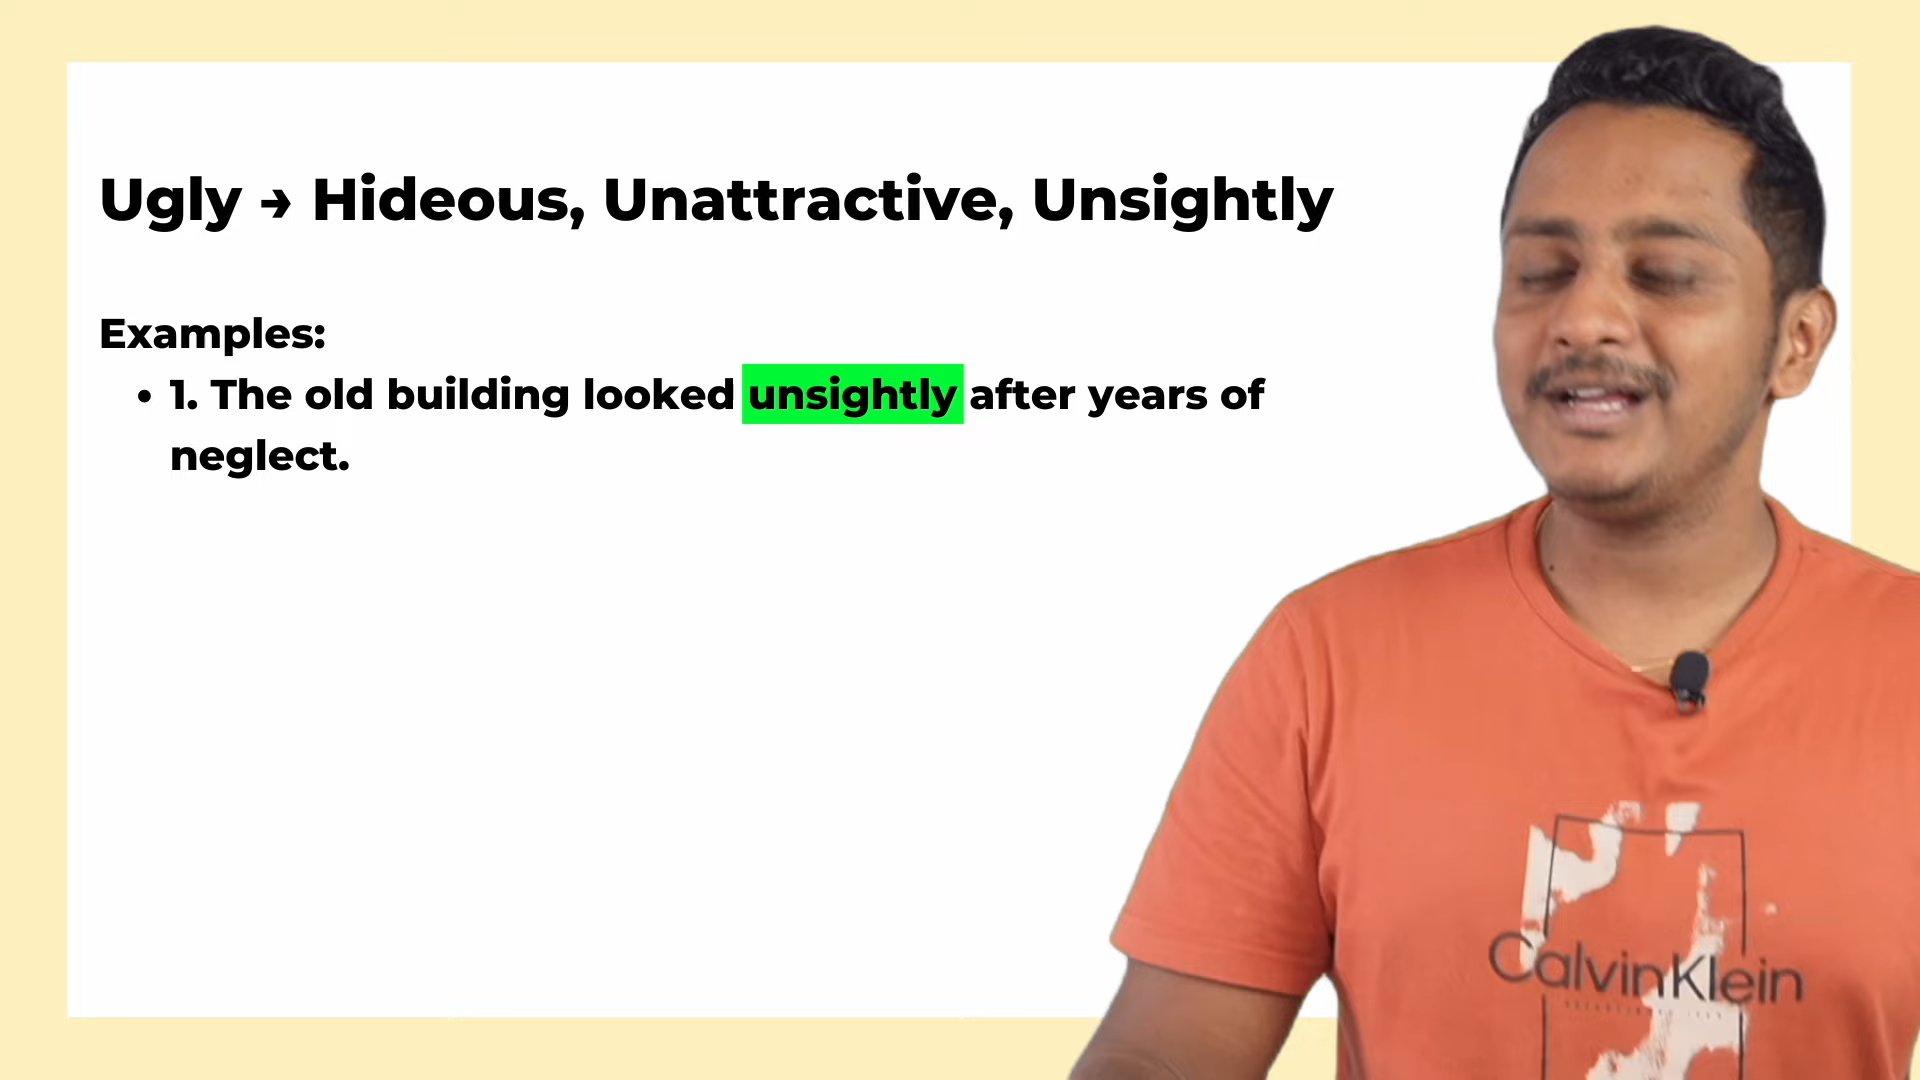 Ugly → Hideous, Unattractive, Unsightly
Examples:
• 1. The old building looked unsightly after years of
neglect.
CalvinKlein